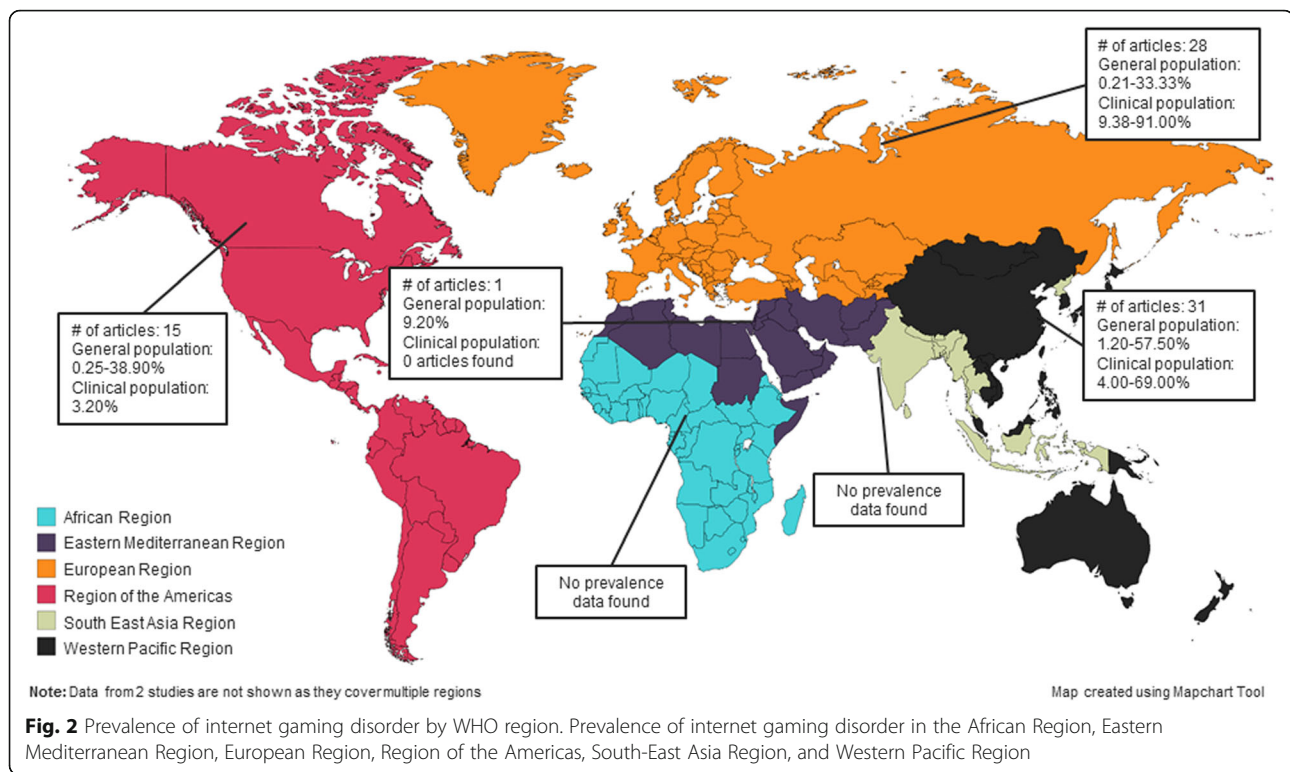 # of articles: 28
General population:
0.21-33.33%
Clinical population:
9.38-91.00%
# of articles: 15
General population:
0.25-38.90%
Clinical population:
3.20%
# of articles: 1
General population:
9.20%
Clinical population:
0 articles found
# of articles: 31
General population:
1.20-57.50%
Clinical population:
4.00-69.00%
No prevalence
data found
No prevalence
data found
African Region
Eastern Mediterranean Region
European Region
Region of the Americas
South East Asia Region
Western Pacific Region
Note: Data from 2 studies are not shown as they cover multiple regions
Map created using Mapchart Tool
Fig. 2 Prevalence of internet gaming disorder by WHO region. Prevalence of internet gaming disorder in the African Region, Eastern
Mediterranean Region, European Region, Region of the Americas, South-East Asia Region, and Western Pacific Region